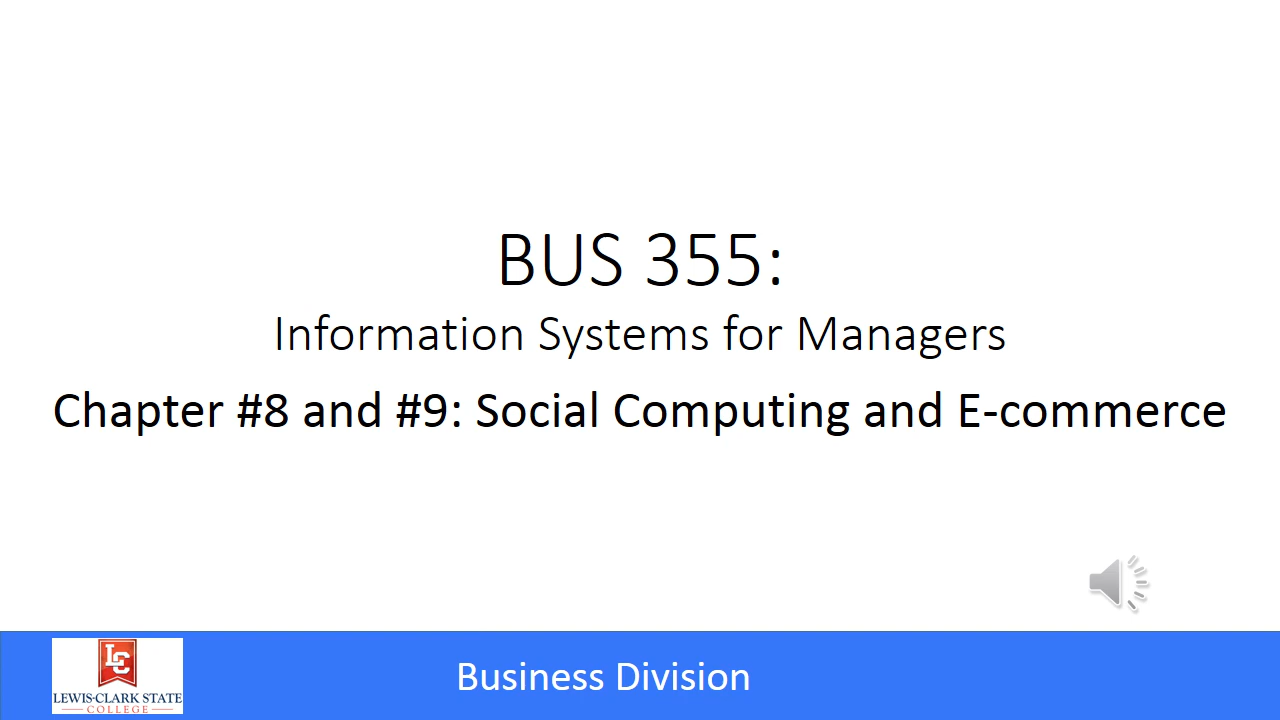 BUS 355:
Information Systems for Managers
Chapter #8 and #9: Social Computing and E-commerce
LC
LEWIS-CLARK STATE
COLLEGE
Business Division